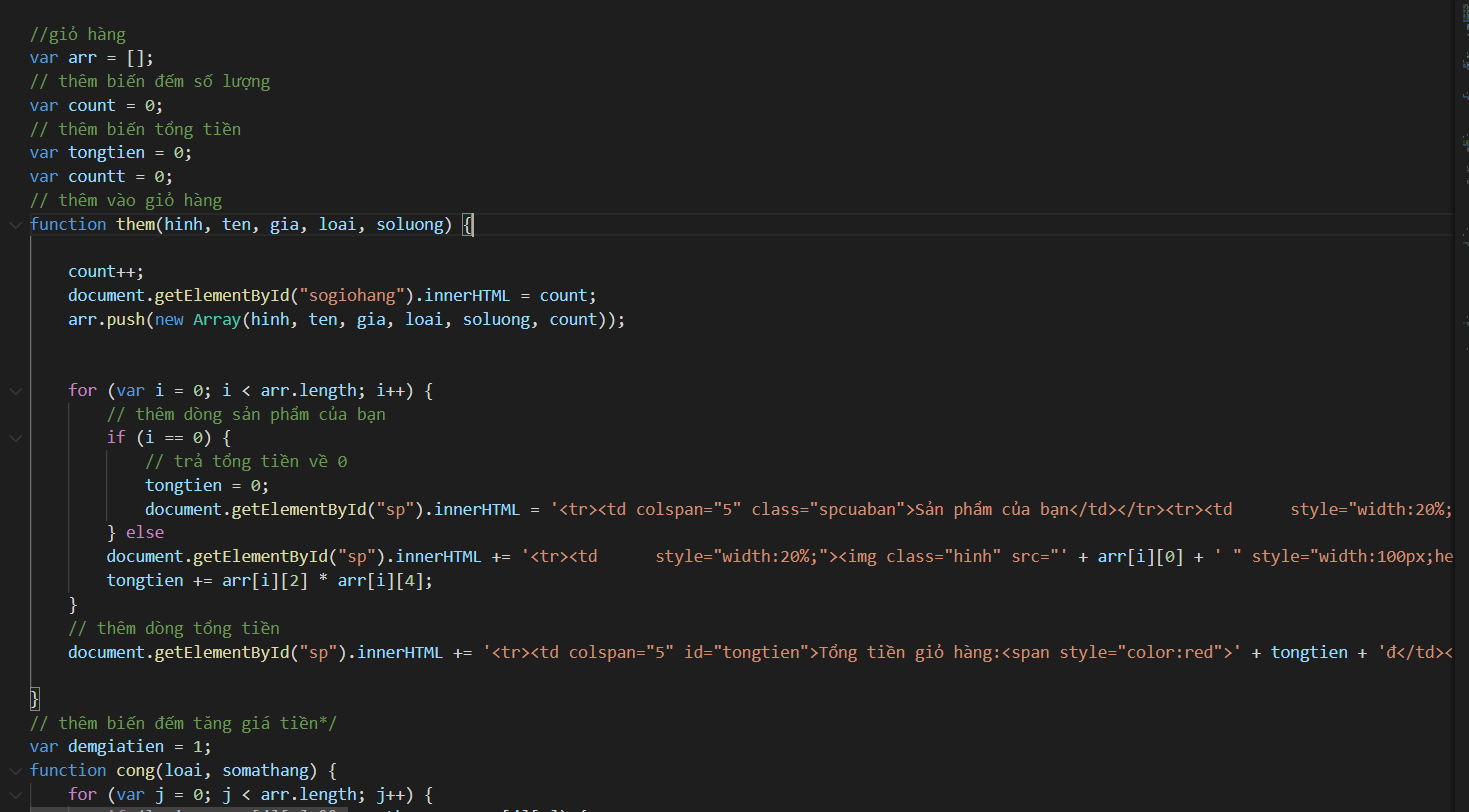 //giỏ hàng
var arr = [];
// thêm biến đếm số lượng
var count = 0;
// thêm biến tổng tiền
var tongtien = 0;
var countt = 0;
// thêm vào giỏ hàng
function them(hinh, ten, gia, loai, soluong) {
count++;
document.getElementById("sogiohang").innerHTML = count;
arr.push(new Array(hinh, ten, gia, loai, soluong, count));
for (var i = 0; i < arr.length; i++) {
// thêm dòng sản phẩm của bạn
if (i == 0) {
// trả tổng tiền về 0
tongtien = 0;
document.getElementById("sp").innerHTML = '<tr><td colspan="5" class="spcuaban">Sản phẩm của bạn</td></tr><tr><td      style="width:20%;
} else
document.getElementById("sp").innerHTML += '<tr><td      style="width:20%;"><img class="hinh" src="' + arr[i][0] + ' " style="width:100px;he
tongtien += arr[i][2] * arr[i][4];
}
// thêm dòng tổng tiền
document.getElementById("sp").innerHTML += '<tr><td colspan="5" id="tongtien">Tổng tiền giỏ hàng:<span style="color:red">' + tongtien + 'đ</td><
}
// thêm biến đếm tăng giá tiền*/
var demgiatien = 1;
function cong(loai, somathang) {
for (var j = 0; j < arr.length; j++) {